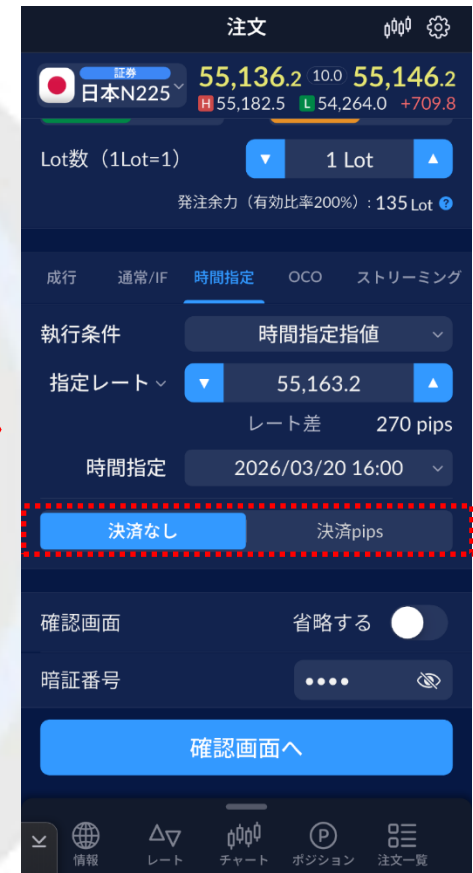 注文
証券
日本N225
55,136.2 10.0 55,146.2
H 55,182.5 L 54,264.0 +709.8
Lot数（1Lot=1） ▼ 1 Lot ▲
発注余力（有効比率200%）: 135 Lot ?
成行 通常/IF 時間指定 OCO ストリーミング
執行条件 時間指定指値
指定レート ▼ 55,163.2 ▲
レート差 270 pips
時間指定 2026/03/20 16:00
決済なし 決済pips
確認画面 省略する
暗証番号 ••••
確認画面へ
情報 レート チャート P ポジション 注文一覧